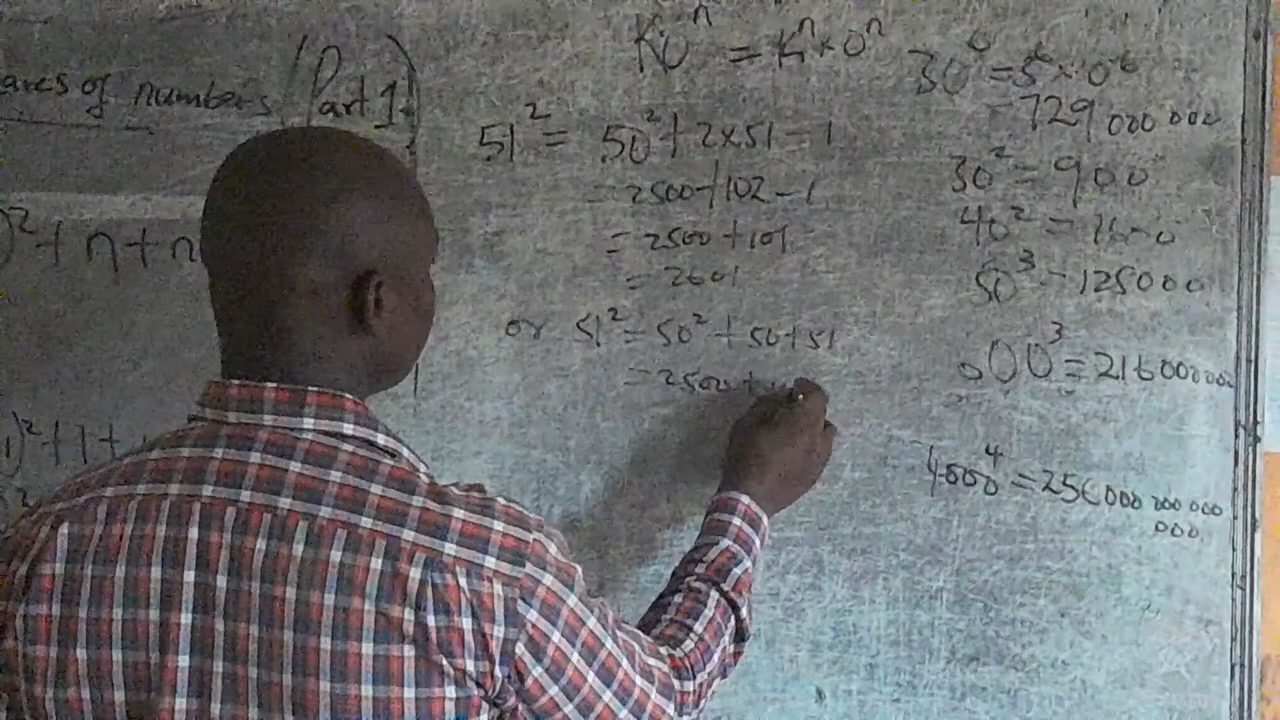 ares of numbers (Part 1)
)² + n + n
)² + 1 +
K0ⁿ = Kⁿ × 0ⁿ
51² = 50² + 2×51 - 1
= 2500 + 102 - 1
= 2500 + 101
= 2601
or 51² = 50² + 50 + 51
= 2500 +
30⁶ = 3⁶ × 0⁶
= 729 000 000
30² = 900
40² = 1600
50³ = 125000
00³ = 216000000
4000⁴ = 256000 000 000
000